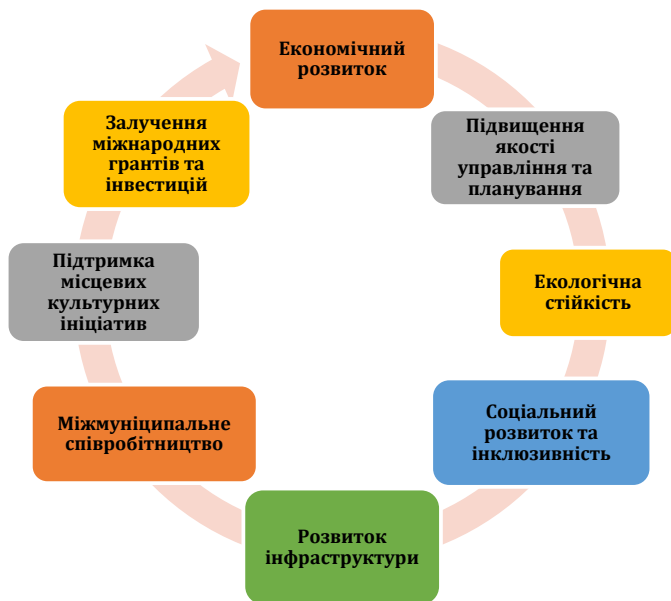 Економічний
розвиток
Підвищення
якості
управління та
планування
Екологічна
стійкість
Соціальний
розвиток та
інклюзивність
Розвиток
інфраструктури
Міжмуніципальне
співробітництво
Підтримка
місцевих
культурних
ініціатив
Залучення
міжнародних
грантів та
інвестицій